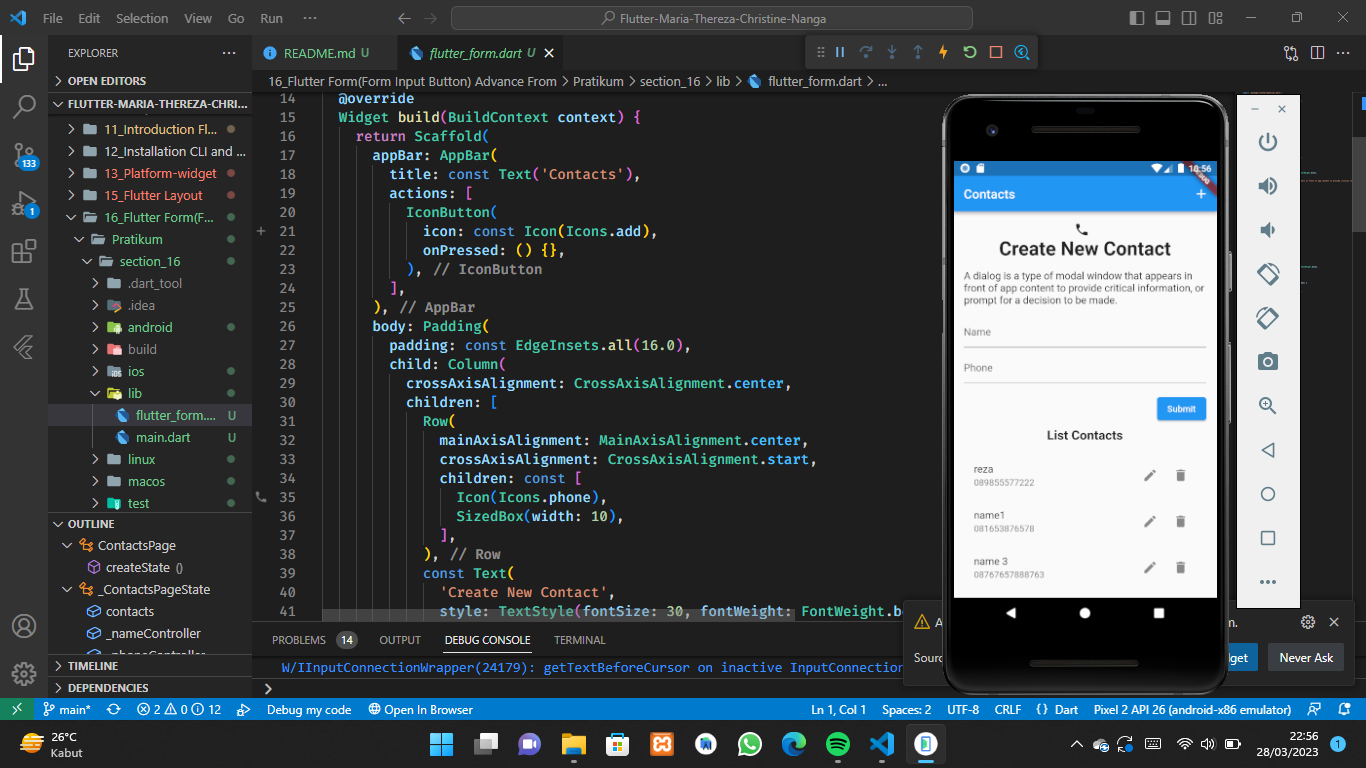 File Edit Selection View Go Run ··· Flutter-Maria-Thereza-Christine-Nanga
EXPLORER ···
README.md U
flutter_form.dart U
OPEN EDITORS
16_Flutter Form(Form Input Button) Advance From > Pratikum > section_16 > lib > flutter_form.dart > ...
FLUTTER-MARIA-THEREZA-CHRI...
11_Introduction Fl...
12_Installation CLI and ...
13_Platform-widget
15_Flutter Layout
16_Flutter Form(F...
Pratikum
section_16
.dart_tool
.idea
android
build
ios
lib
flutter_form.... U
main.dart U
linux
macos
test
OUTLINE
ContactsPage
createState ()
_ContactsPageState
contacts
_nameController
TIMELINE
DEPENDENCIES
133
1
14 @override
15 Widget build(BuildContext context) {
16 return Scaffold(
17 appBar: AppBar(
18 title: const Text('Contacts'),
19 actions: [
20 IconButton(
21 icon: const Icon(Icons.add),
22 onPressed: () {},
23 ), // IconButton
24 ],
25 ), // AppBar
26 body: Padding(
27 padding: const EdgeInsets.all(16.0),
28 child: Column(
29 crossAxisAlignment: CrossAxisAlignment.center,
30 children: [
31 Row(
32 mainAxisAlignment: MainAxisAlignment.center,
33 crossAxisAlignment: CrossAxisAlignment.start,
34 children: const [
35 Icon(Icons.phone),
36 SizedBox(width: 10),
37 ],
38 ), // Row
39 const Text(
40 'Create New Contact',
41 style: TextStyle(fontSize: 30, fontWeight: FontWeight.b
PROBLEMS 14 OUTPUT DEBUG CONSOLE TERMINAL
W/IInputConnectionWrapper(24179): getTextBeforeCursor on inactive InputConnection
10:56
Contacts +
Create New Contact
A dialog is a type of modal window that appears in
front of app content to provide critical information, or
prompt for a decision to be made.
Name
Phone
Submit
List Contacts
reza
089855577222
name1
081653876578
name 3
08767657888763
Never Ask
main* 2 0 12 Debug my code Open In Browser Ln 1, Col 1 Spaces: 2 UTF-8 CRLF {} Dart Pixel 2 API 26 (android-x86 emulator)
26°C
Kabut
22:56
28/03/2023
1